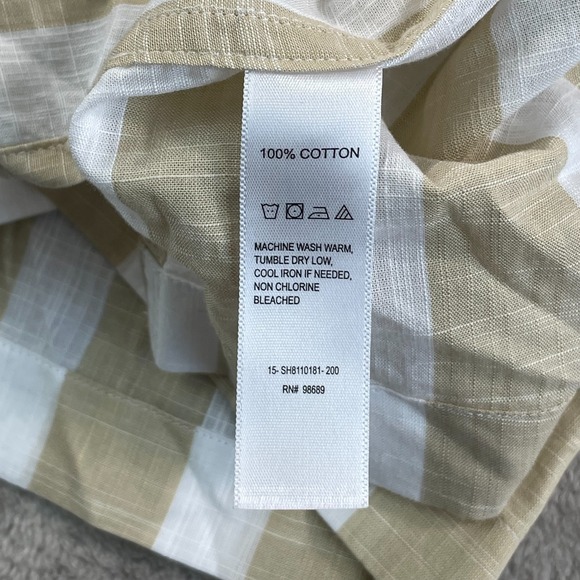 100% COTTON
MACHINE WASH WARM,
TUMBLE DRY LOW,
COOL IRON IF NEEDED,
NON CHLORINE
BLEACHED
15- SH8110181- 200
RN# 98689